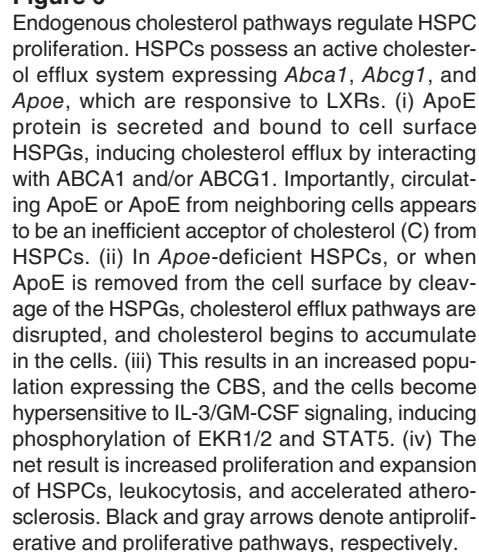 Endogenous cholesterol pathways regulate HSPC
proliferation. HSPCs possess an active cholester-
ol efflux system expressing Abca1, Abcg1, and
Apoe, which are responsive to LXRs. (i) ApoE
protein is secreted and bound to cell surface
HSPGs, inducing cholesterol efflux by interacting
with ABCA1 and/or ABCG1. Importantly, circulat-
ing ApoE or ApoE from neighboring cells appears
to be an inefficient acceptor of cholesterol (C) from
HSPCs. (ii) In Apoe-deficient HSPCs, or when
ApoE is removed from the cell surface by cleav-
age of the HSPGs, cholesterol efflux pathways are
disrupted, and cholesterol begins to accumulate
in the cells. (iii) This results in an increased popu-
lation expressing the CBS, and the cells become
hypersensitive to IL-3/GM-CSF signaling, inducing
phosphorylation of EKR1/2 and STAT5. (iv) The
net result is increased proliferation and expansion
of HSPCs, leukocytosis, and accelerated athero-
sclerosis. Black and gray arrows denote antiprolif-
erative and proliferative pathways, respectively.